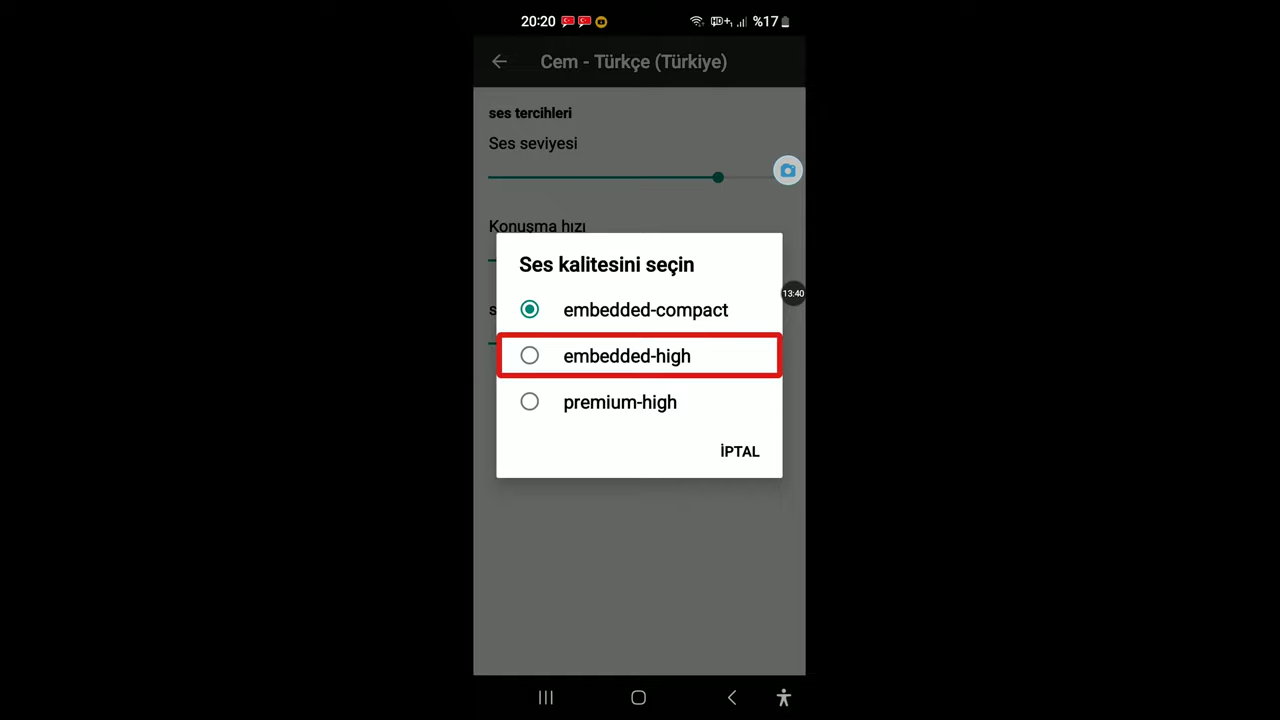 20:20
HD+ %17
Cem - Türkçe (Türkiye)
ses tercihleri
Ses seviyesi
Konuşma hızı
Ses kalitesini seçin
embedded-compact
13:40
s
embedded-high
premium-high
İPTAL